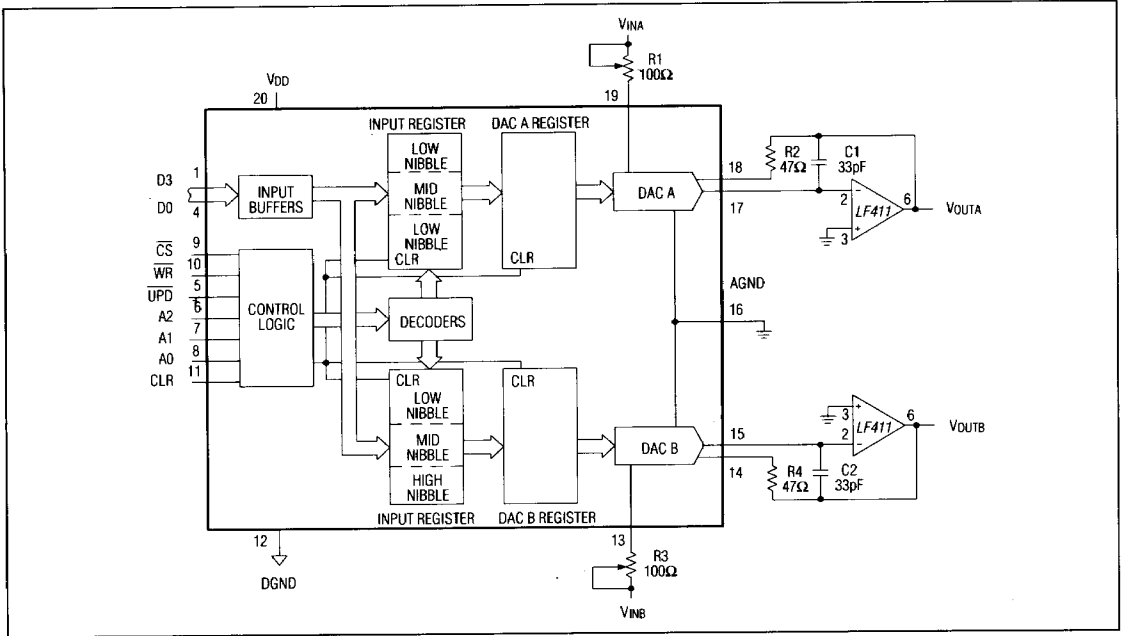 VINA
R1
100Ω
19
VDD
20
INPUT REGISTER
DAC A REGISTER
LOW
NIBBLE
MID
NIBBLE
LOW
NIBBLE
CLR
D3
D0
1
4
INPUT
BUFFERS
DAC A
18
17
R2
47Ω
C1
33pF
2
3
-
+
LF411
6
VOUTA
C̅S̅
9
W̅R̅
10
U̅P̅D̅
5
A2
6
A1
7
A0
8
CLR
11
CONTROL
LOGIC
DECODERS
AGND
16
CLR
LOW
NIBBLE
MID
NIBBLE
HIGH
NIBBLE
INPUT REGISTER
CLR
DAC B REGISTER
DAC B
15
14
3
2
+
-
LF411
6
VOUTB
R4
47Ω
C2
33pF
12
DGND
13
R3
100Ω
VINB